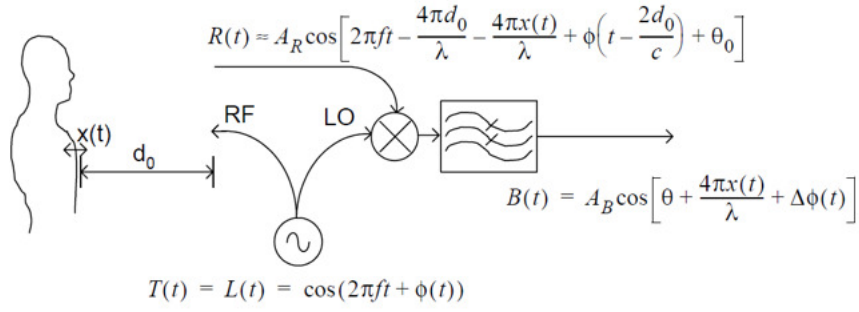 R(t) ≈ A_R cos[2πft − 4πd_0/λ − 4πx(t)/λ + φ(t − 2d_0/c) + θ_0]
RF
LO
x(t)
d_0
B(t) = A_B cos[θ + 4πx(t)/λ + Δφ(t)]
T(t) = L(t) = cos(2πft + φ(t))